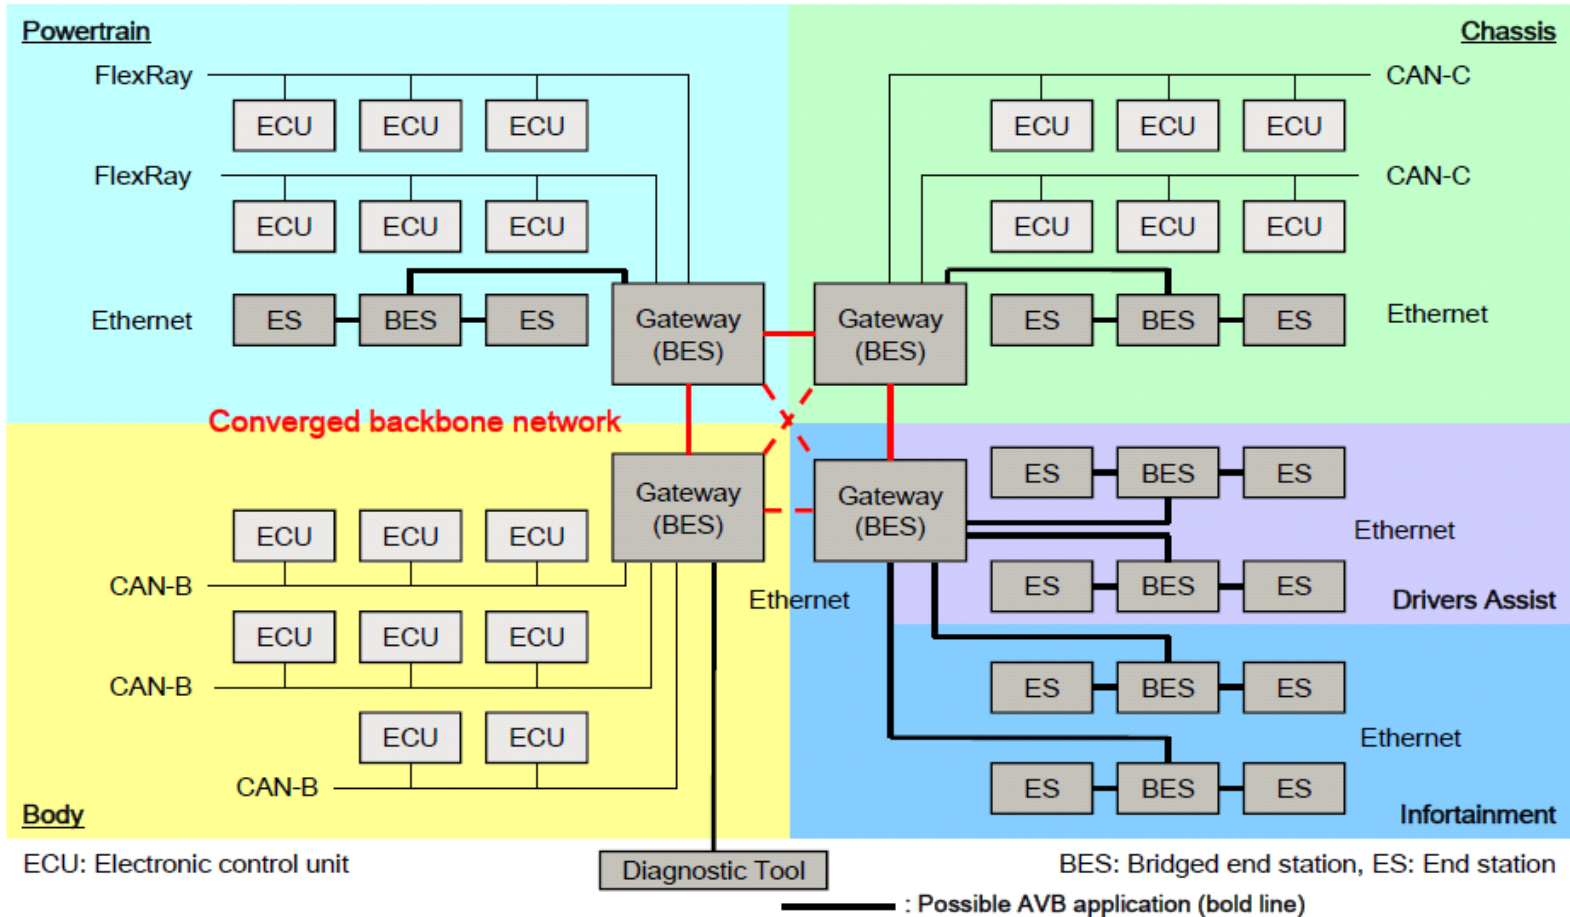 Powertrain
Chassis
FlexRay
CAN-C
ECU ECU ECU
ECU ECU ECU
FlexRay
CAN-C
ECU ECU ECU
ECU ECU ECU
Ethernet
ES BES ES
Gateway
(BES)
Gateway
(BES)
ES BES ES
Ethernet
Converged backbone network
Gateway
(BES)
Gateway
(BES)
ES BES ES
Ethernet
ECU ECU ECU
CAN-B
Ethernet
ES BES ES
Drivers Assist
ECU ECU ECU
CAN-B
ES BES ES
Ethernet
ECU ECU
CAN-B
ES BES ES
Body
Infortainment
ECU: Electronic control unit
Diagnostic Tool
BES: Bridged end station, ES: End station
: Possible AVB application (bold line)